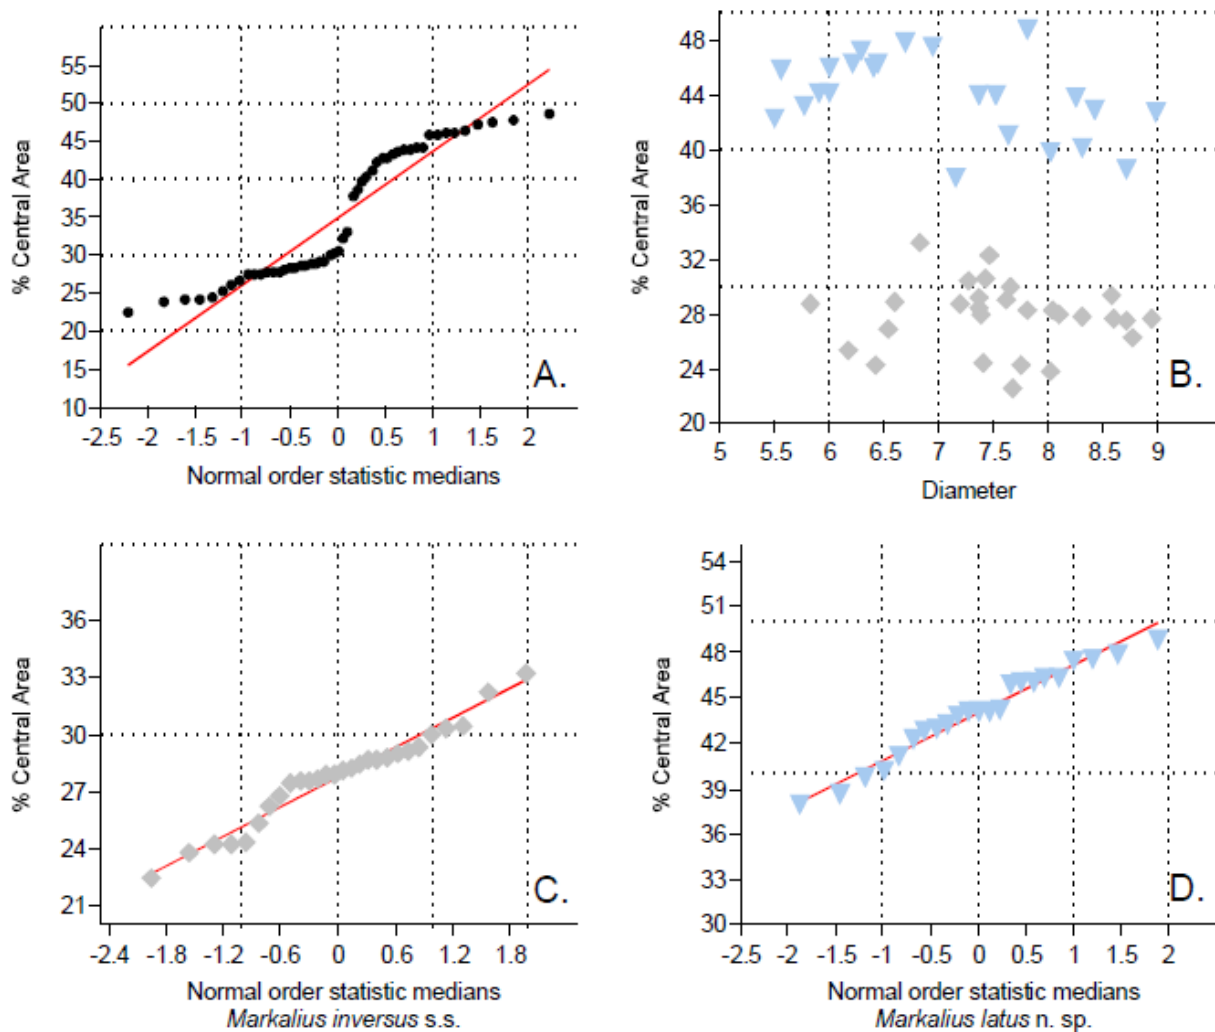 55
50
45
40
35
30
25
20
15
10
% Central Area
A.
-2.5 -2 -1.5 -1 -0.5 0 0.5 1 1.5 2
Normal order statistic medians
48
44
40
36
32
28
24
20
% Central Area
B.
5 5.5 6 6.5 7 7.5 8 8.5 9
Diameter
36
33
30
27
24
21
% Central Area
C.
-2.4 -1.8 -1.2 -0.6 0 0.6 1.2 1.8
Normal order statistic medians
Markalius inversus s.s.
54
51
48
45
42
39
36
33
30
% Central Area
D.
-2.5 -2 -1.5 -1 -0.5 0 0.5 1 1.5 2
Normal order statistic medians
Markalius latus n. sp.